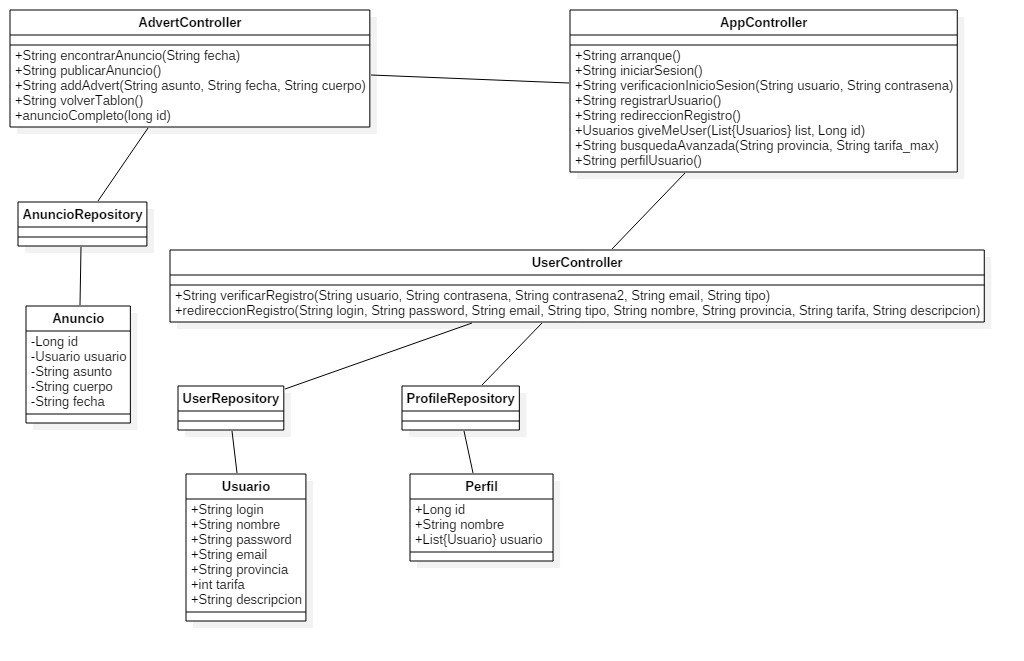 AdvertController
+String encontrarAnuncio(String fecha)
+String publicarAnuncio()
+String addAdvert(String asunto, String fecha, String cuerpo)
+String volverTablon()
+anuncioCompleto(long id)
AppController
+String arranque()
+String iniciarSesion()
+String verificacionInicioSesion(String usuario, String contrasena)
+String registrarUsuario()
+String redireccionRegistro()
+Usuarios giveMeUser(List{Usuarios} list, Long id)
+String busquedaAvanzada(String provincia, String tarifa_max)
+String perfilUsuario()
AnuncioRepository
UserController
+String verificarRegistro(String usuario, String contrasena, String contrasena2, String email, String tipo)
+redireccionRegistro(String login, String password, String email, String tipo, String nombre, String provincia, String tarifa, String descripcion)
Anuncio
-Long id
-Usuario usuario
-String asunto
-String cuerpo
-String fecha
UserRepository
ProfileRepository
Usuario
+String login
+String nombre
+String password
+String email
+String provincia
+int tarifa
+String descripcion
Perfil
+Long id
+String nombre
+List{Usuario} usuario